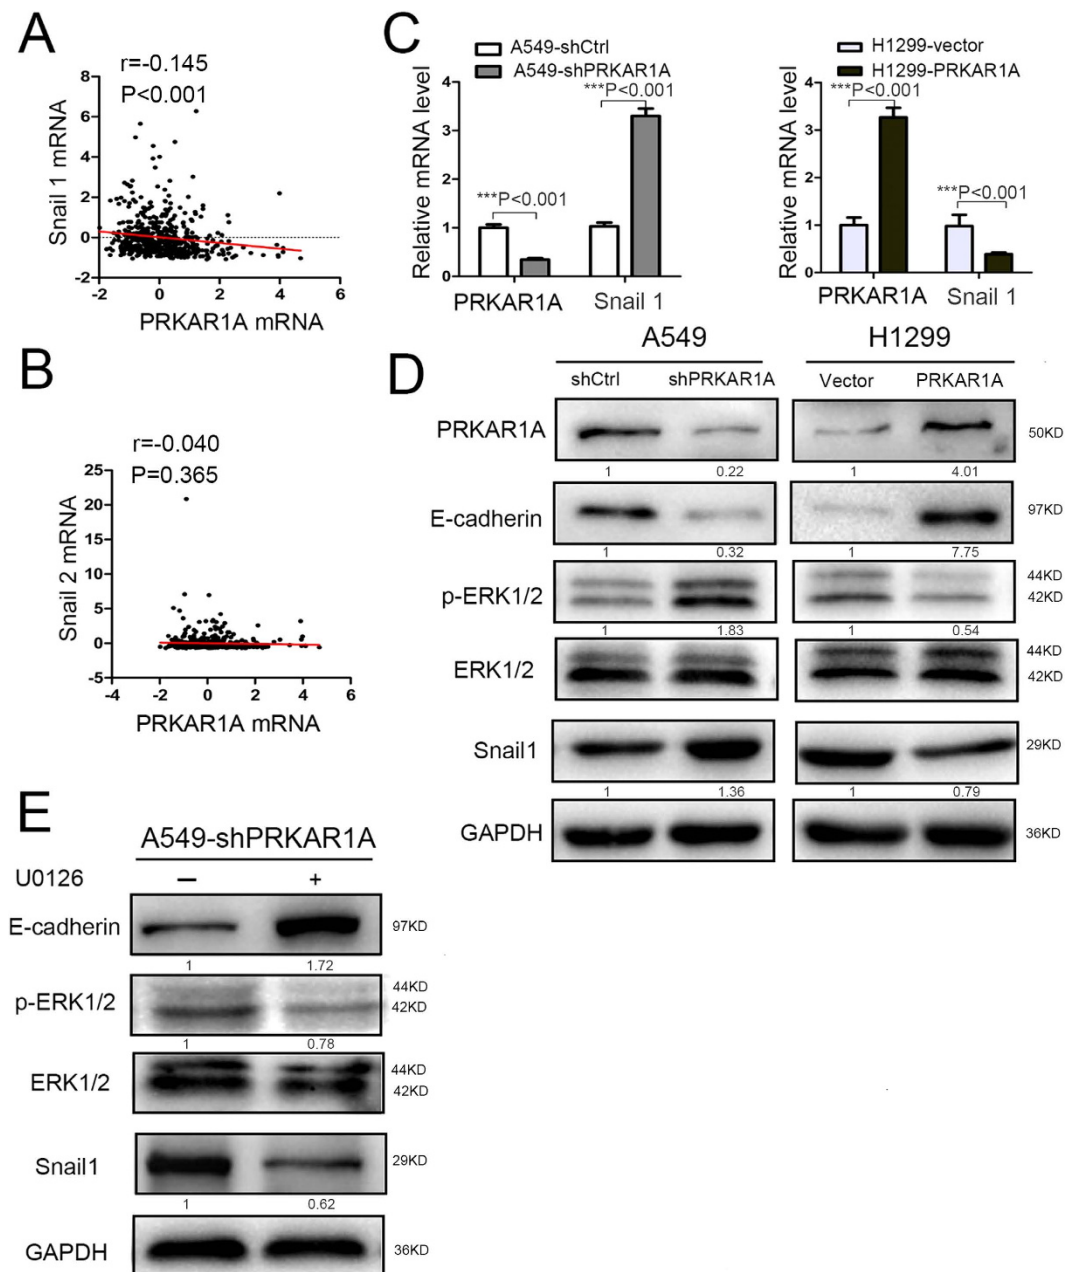 A
r=-0.145
P<0.001
8
6
4
2
0
-2
-2 0 2 4 6
Snail 1 mRNA
PRKAR1A mRNA
B
r=-0.040
P=0.365
25
20
15
10
5
0
-5
-4 -2 0 2 4 6
Snail 2 mRNA
PRKAR1A mRNA
C
A549-shCtrl
A549-shPRKAR1A
***P<0.001
***P<0.001
4
3
2
1
0
Relative mRNA level
PRKAR1A Snail 1
H1299-vector
H1299-PRKAR1A
***P<0.001
***P<0.001
4
3
2
1
0
Relative mRNA level
PRKAR1A Snail 1
D
A549 H1299
shCtrl shPRKAR1A Vector PRKAR1A
PRKAR1A 50KD
1 0.22 1 4.01
E-cadherin 97KD
1 0.32 1 7.75
44KD
p-ERK1/2 42KD
1 1.83 1 0.54
44KD
ERK1/2 42KD
Snail1 29KD
1 1.36 1 0.79
GAPDH 36KD
E
A549-shPRKAR1A
U0126 − +
E-cadherin 97KD
1 1.72
44KD
p-ERK1/2 42KD
1 0.78
44KD
ERK1/2 42KD
Snail1 29KD
1 0.62
GAPDH 36KD